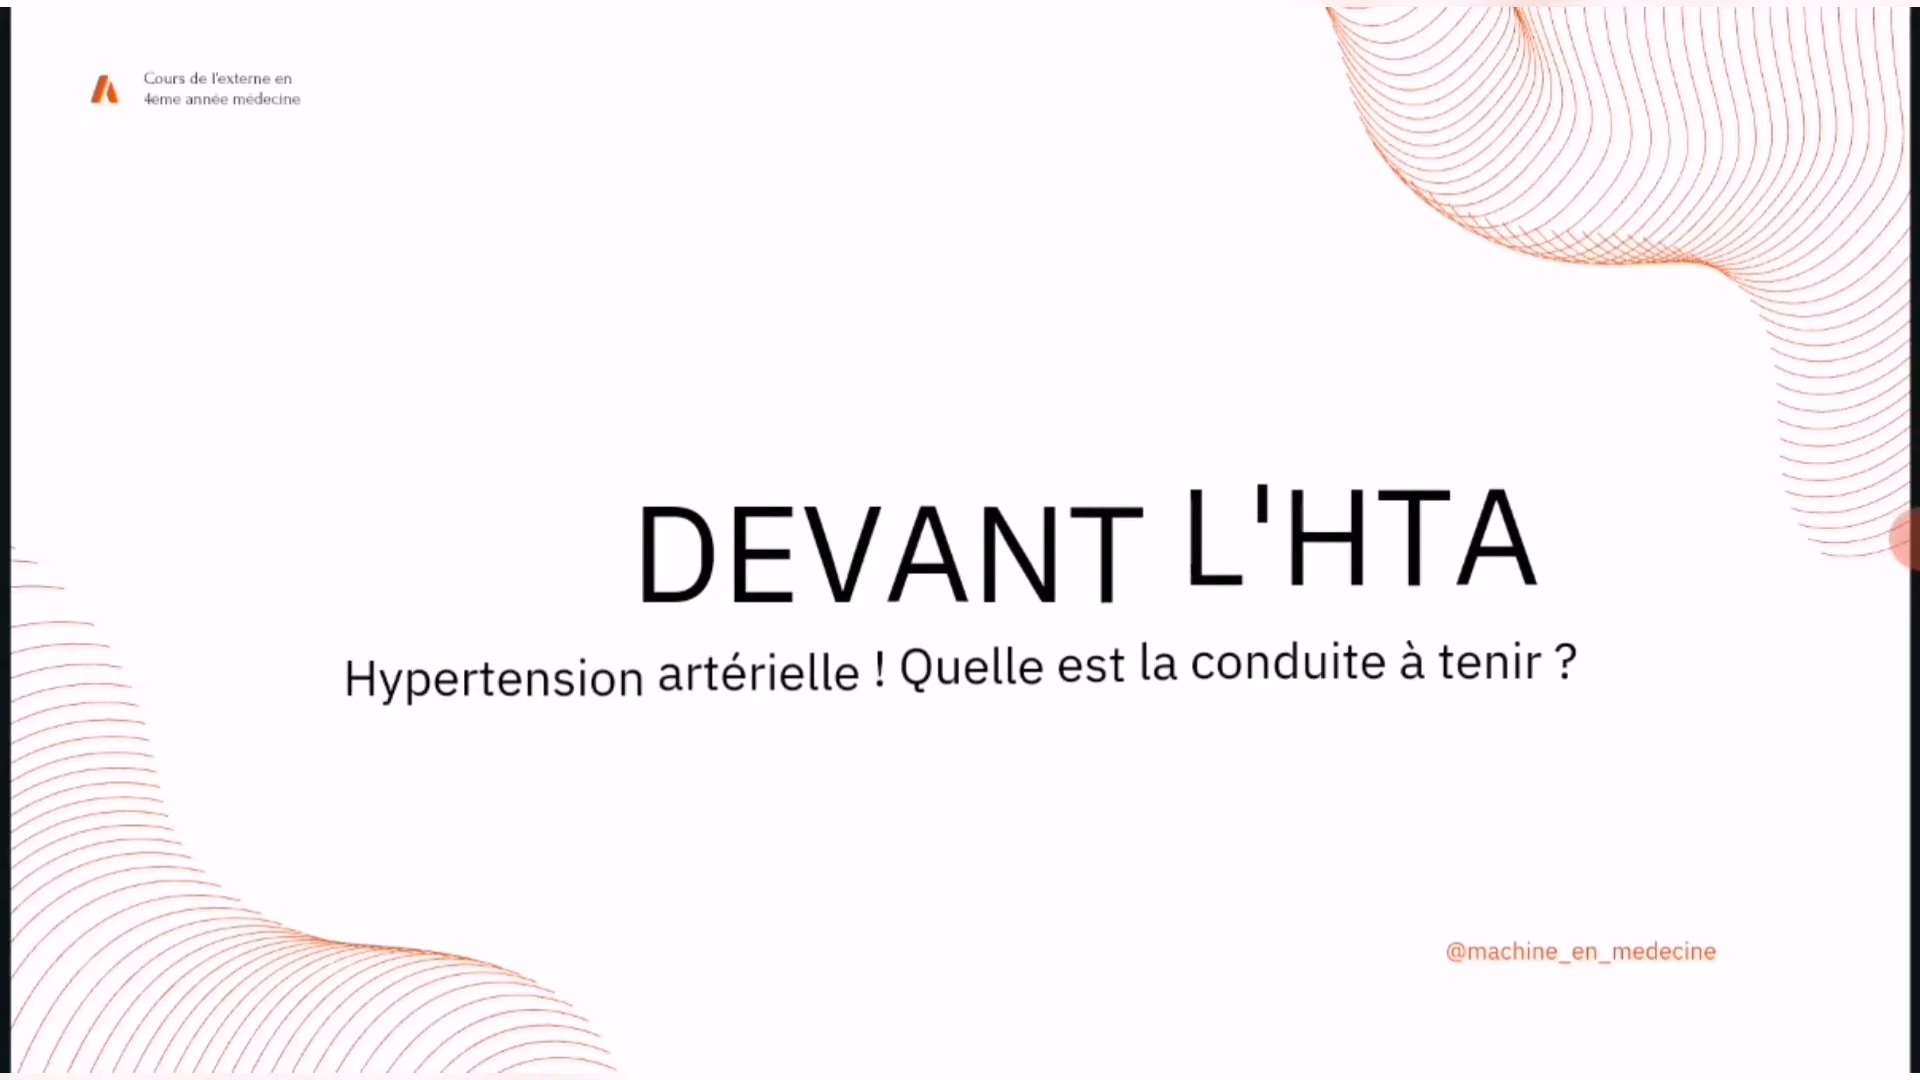 Cours de l'externe en
4ème année médecine
DEVANT L'HTA
Hypertension artérielle ! Quelle est la conduite à tenir ?
@machine_en_medecine